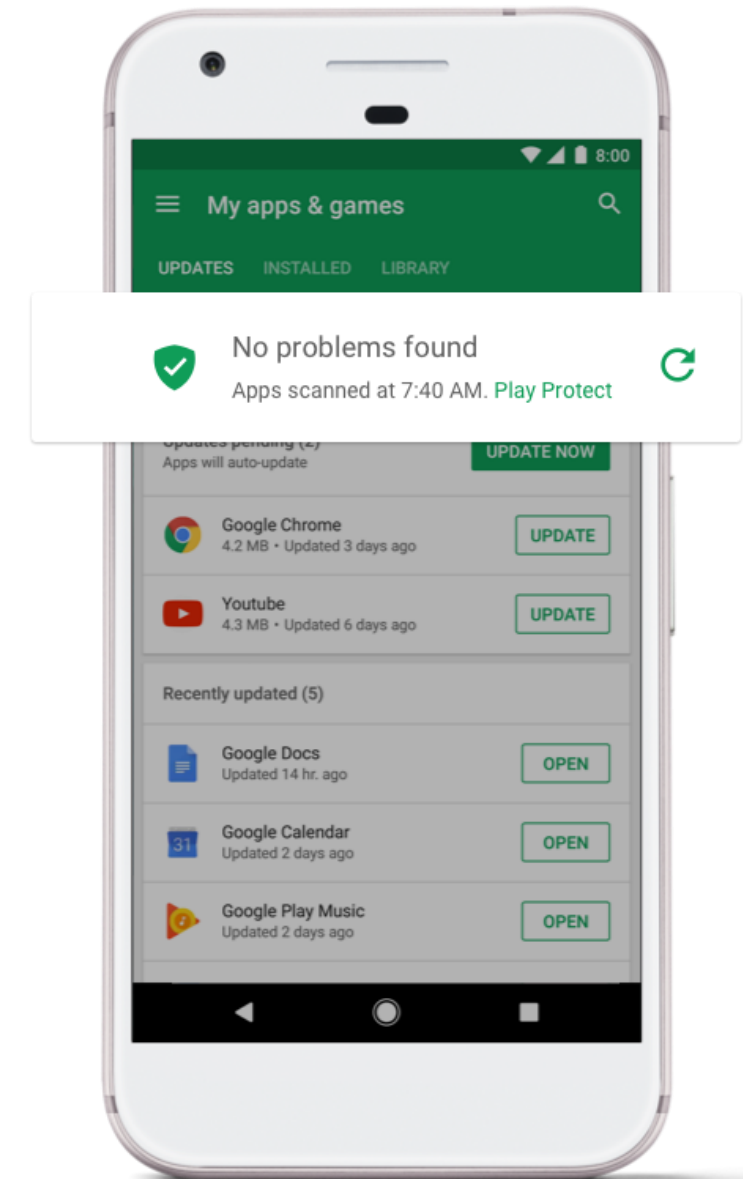 8:00
My apps & games
UPDATES INSTALLED LIBRARY
No problems found
Apps scanned at 7:40 AM. Play Protect
Updates pending (2)
Apps will auto-update
UPDATE NOW
Google Chrome
4.2 MB • Updated 3 days ago
UPDATE
Youtube
4.3 MB • Updated 6 days ago
UPDATE
Recently updated (5)
Google Docs
Updated 14 hr. ago
OPEN
31
Google Calendar
Updated 2 days ago
OPEN
Google Play Music
Updated 2 days ago
OPEN